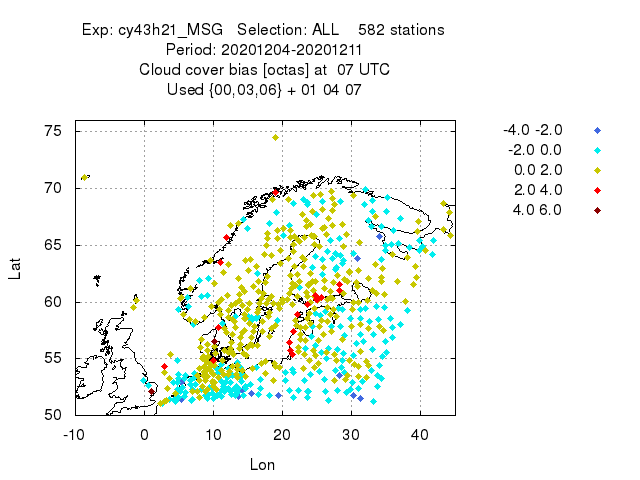 Exp: cy43h21_MSG   Selection: ALL    582 stations
Period: 20201204-20201211
Cloud cover bias [octas] at  07 UTC
Used {00,03,06} + 01 04 07
-4.0 -2.0
-2.0 0.0
0.0 2.0
2.0 4.0
4.0 6.0
75
70
65
60
55
50
Lat
-10 0 10 20 30 40
Lon